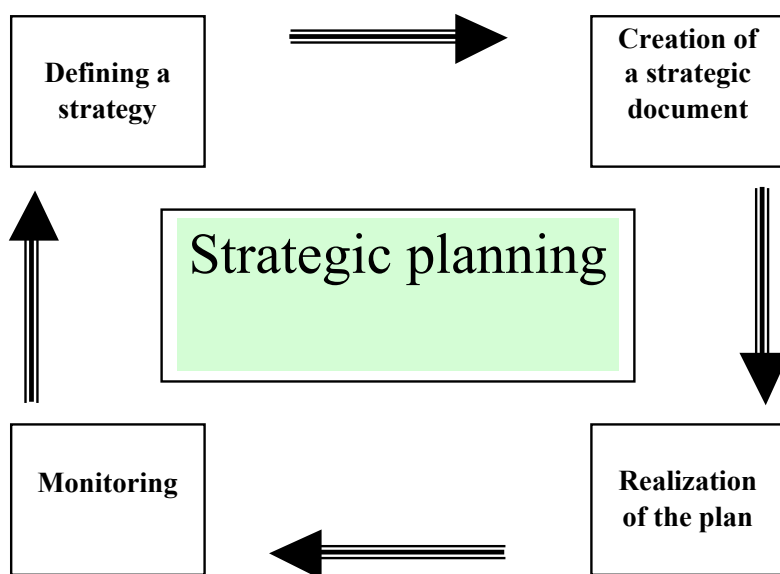 Defining a
strategy
Creation of
a strategic
document
Strategic planning
Monitoring
Realization
of the plan